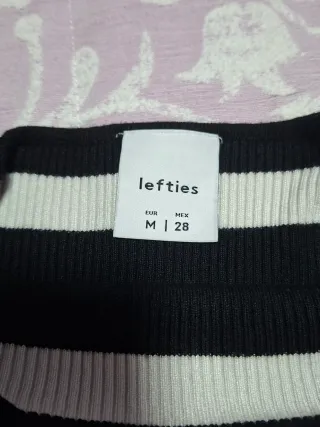 lefties
EUR MEX
M | 28